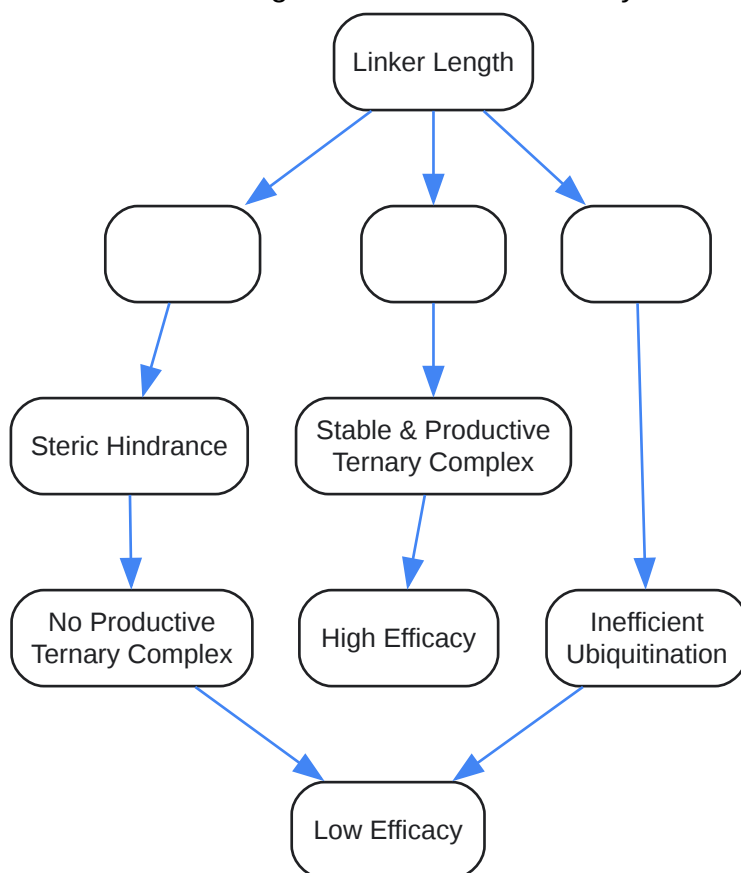 Linker Length
Steric Hindrance
Stable & Productive
Ternary Complex
No Productive
Ternary Complex
High Efficacy
Inefficient
Ubiquitination
Low Efficacy